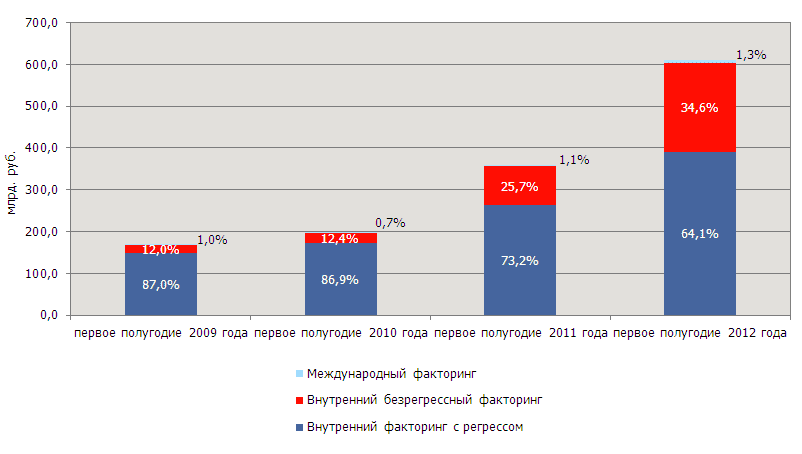 700,0
600,0
500,0
400,0
300,0
200,0
100,0
0,0
млрд. руб.
87,0%
12,0%
1,0%
86,9%
12,4%
0,7%
73,2%
25,7%
1,1%
64,1%
34,6%
1,3%
первое полугодие 2009 года
первое полугодие 2010 года
первое полугодие 2011 года
первое полугодие 2012 года
Международный факторинг
Внутренний безрегрессный факторинг
Внутренний факторинг с регрессом